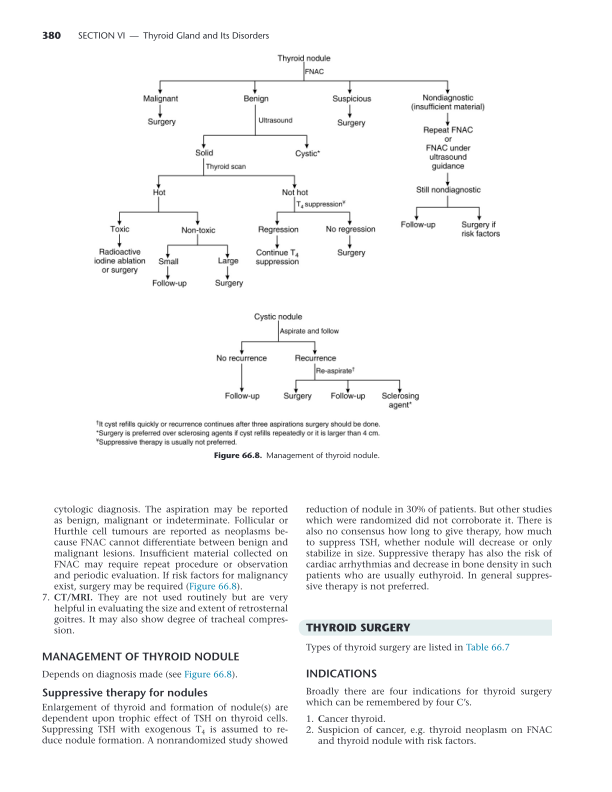 380 SECTION VI — Thyroid Gland and Its Disorders
Thyroid nodule
FNAC
Malignant
Benign
Suspicious
Nondiagnostic
(insufficient material)
Surgery
Ultrasound
Surgery
Repeat FNAC
or
FNAC under
ultrasound
guidance
Solid
Cystic*
Thyroid scan
Hot
Not hot
Still nondiagnostic
T4 suppression¥
Toxic
Non-toxic
Regression
No regression
Follow-up
Surgery if
risk factors
Radioactive
iodine ablation
or surgery
Small
Large
Continue T4
suppression
Surgery
Follow-up
Surgery
Cystic nodule
Aspirate and follow
No recurrence
Recurrence
Re-aspirate†
Follow-up
Surgery
Follow-up
Sclerosing
agent*
†It cyst refills quickly or recurrence continues after three aspirations surgery should be done.
*Surgery is preferred over sclerosing agents if cyst refills repeatedly or it is larger than 4 cm.
¥Suppressive therapy is usually not preferred.
Figure 66.8. Management of thyroid nodule.
cytologic diagnosis. The aspiration may be reported
as benign, malignant or indeterminate. Follicular or
Hurthle cell tumours are reported as neoplasms be-
cause FNAC cannot differentiate between benign and
malignant lesions. Insufficient material collected on
FNAC may require repeat procedure or observation
and periodic evaluation. If risk factors for malignancy
exist, surgery may be required (Figure 66.8).
7. CT/MRI. They are not used routinely but are very
helpful in evaluating the size and extent of retrosternal
goitres. It may also show degree of tracheal compres-
sion.
MANAGEMENT OF THYROID NODULE
Depends on diagnosis made (see Figure 66.8).
Suppressive therapy for nodules
Enlargement of thyroid and formation of nodule(s) are
dependent upon trophic effect of TSH on thyroid cells.
Suppressing TSH with exogenous T4 is assumed to re-
duce nodule formation. A nonrandomized study showed
reduction of nodule in 30% of patients. But other studies
which were randomized did not corroborate it. There is
also no consensus how long to give therapy, how much
to suppress TSH, whether nodule will decrease or only
stabilize in size. Suppressive therapy has also the risk of
cardiac arrhythmias and decrease in bone density in such
patients who are usually euthyroid. In general suppres-
sive therapy is not preferred.
THYROID SURGERY
Types of thyroid surgery are listed in Table 66.7
INDICATIONS
Broadly there are four indications for thyroid surgery
which can be remembered by four C's.
1. Cancer thyroid.
2. Suspicion of cancer, e.g. thyroid neoplasm on FNAC
and thyroid nodule with risk factors.